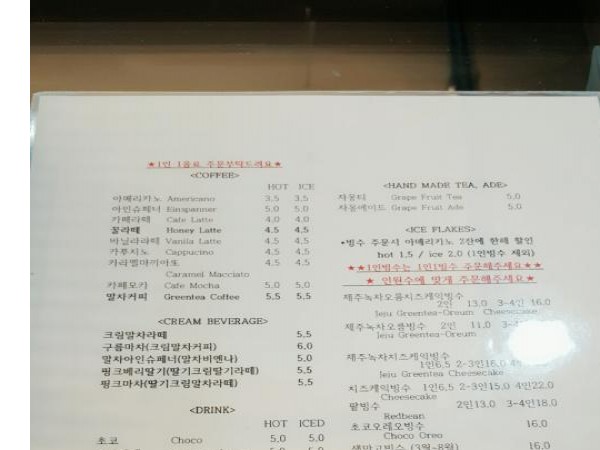 ★1인 1음료 주문부탁드려요★
<COFFEE>
HOT ICE
아메리카노 Americano 3.5 3.5
아인슈페너 Einspanner 5.0 5.0
카페라떼 Cafe Latte 4.0 4.0
꿀라떼 Honey Latte 4.5 4.5
바닐라라떼 Vanilla Latte 4.5 4.5
카푸치노 Cappucino 4.5 4.5
카라멜마끼아또 4.5 4.5
Caramel Macciato
카페모카 Cafe Mocha 5.0 5.0
말차커피 Greentea Coffee 5.5 5.5
<CREAM BEVERAGE>
크림말차라떼 5.5
구름마차(크림말차커피) 6.0
말차아인슈페너(말차비엔나) 5.0
핑크베리딸기(딸기크림딸기라떼) 5.5
핑크마차(딸기크림말차라떼) 5.5
<DRINK>
HOT ICED
초코 Choco 5.0 5.0
<HAND MADE TEA, ADE>
자몽티 Grape Fruit Tea 5.0
자몽에이드 Grape Fruit Ade 5.0
<ICE FLAKES>
•빙수 주문시 아메리카노 2잔에 한해 할인
hot 1.5 / ice 2.0 (1인빙수 제외)
★★1인빙수는 1인1빙수 주문해주세요★★
★ 인원수에 맞게 주문해주세요★
제주녹차오름치즈케익빙수
2인 13.0 3-4인 16.0
Jeju Greentea-Oreum Cheesecake
제주녹차오름빙수 2인 11.0 3-4인
Jeju Greentea-Oreum
제주녹차치즈케익빙수
1인6.5 2-3인16.0 4인
Jeju Greentea Cheesecake
치즈케익빙수 1인6.5 2-3인15.0 4인22.0
Cheesecake
팥빙수 2인13.0 3-4인18.0
Redbean
초코오레오빙수 16.0
Choco Oreo
생망고빙수 (3월~8월) 16.0